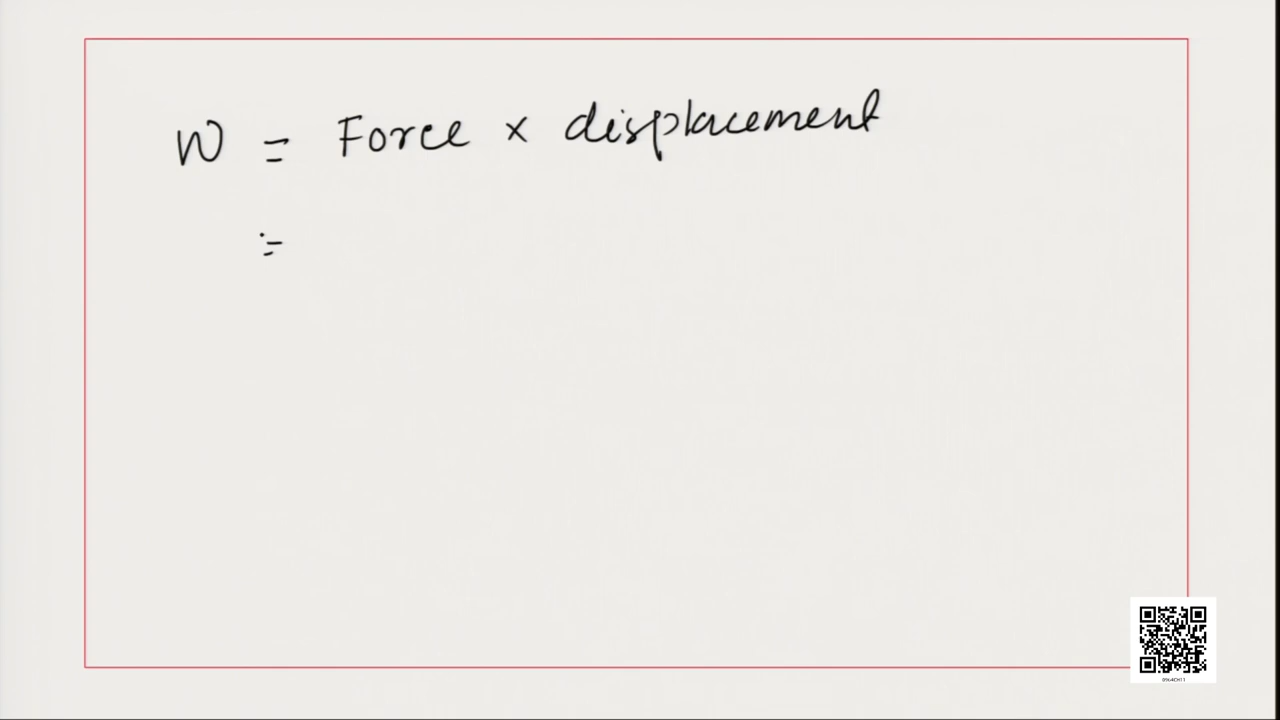 W = Force × displacement
=